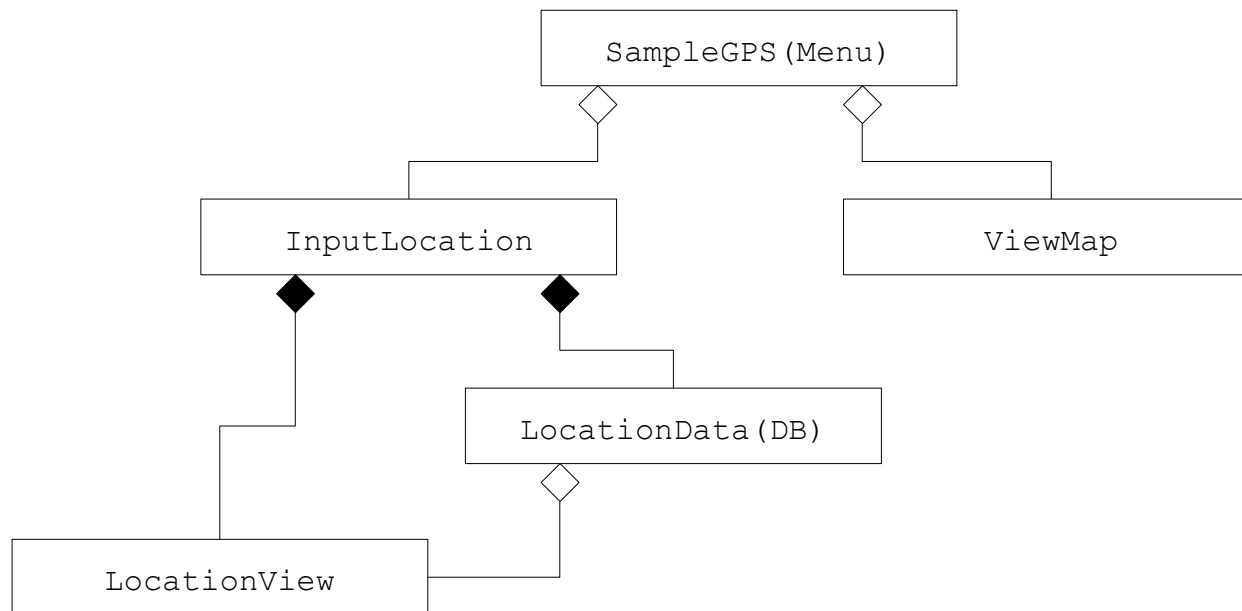 SampleGPS(Menu)
InputLocation
ViewMap
LocationData(DB)
LocationView